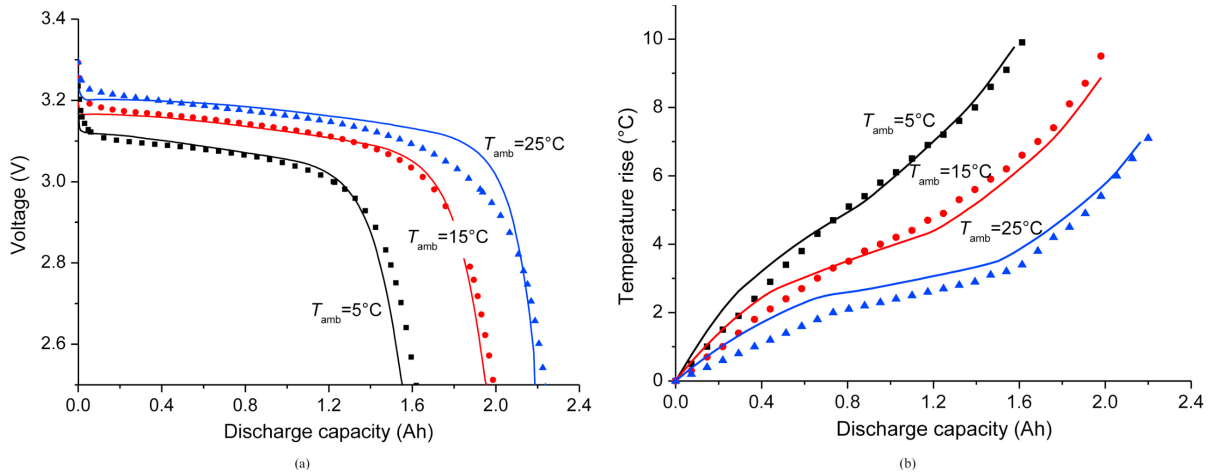 3.4
3.2
3.0
2.8
2.6
Voltage (V)
T_amb=25°C
T_amb=15°C
T_amb=5°C
0.0 0.4 0.8 1.2 1.6 2.0 2.4
Discharge capacity (Ah)
(a)
10
8
6
4
2
0
Temperature rise (°C)
T_amb=5°C
T_amb=15°C
T_amb=25°C
0.0 0.4 0.8 1.2 1.6 2.0 2.4
Discharge capacity (Ah)
(b)